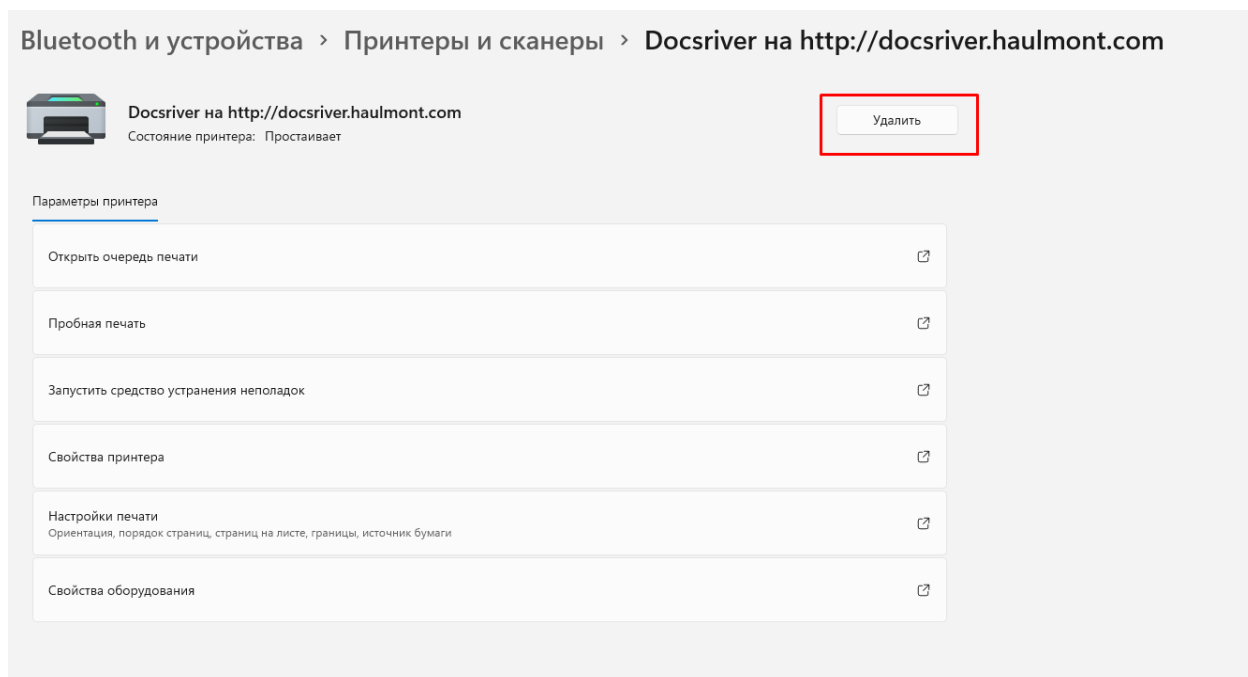 Bluetooth и устройства > Принтеры и сканеры > Docsriver на http://docsriver.haulmont.com
Docsriver на http://docsriver.haulmont.com
Состояние принтера: Простаивает
Удалить
Параметры принтера
Открыть очередь печати
Пробная печать
Запустить средство устранения неполадок
Свойства принтера
Настройки печати
Ориентация, порядок страниц, страниц на листе, границы, источник бумаги
Свойства оборудования